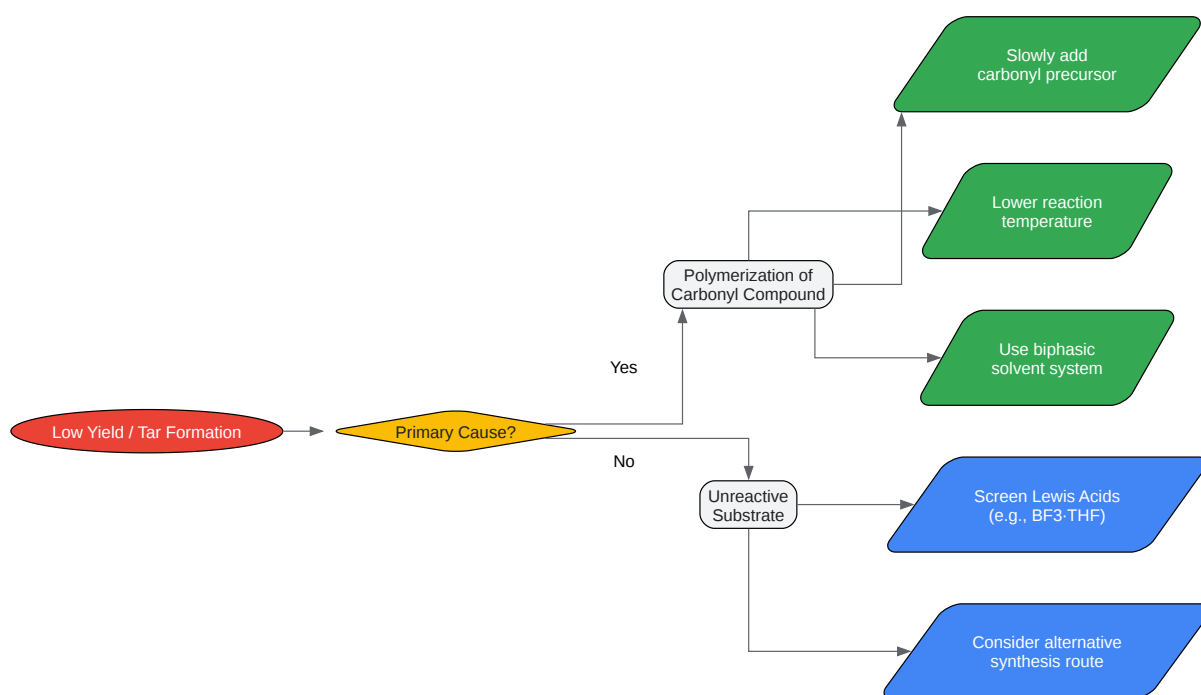 Slowly add
carbonyl precursor
Lower reaction
temperature
Polymerization of
Carbonyl Compound
Use biphasic
solvent system
Yes
Low Yield / Tar Formation
Primary Cause?
No
Unreactive
Substrate
Screen Lewis Acids
(e.g., BF3·THF)
Consider alternative
synthesis route